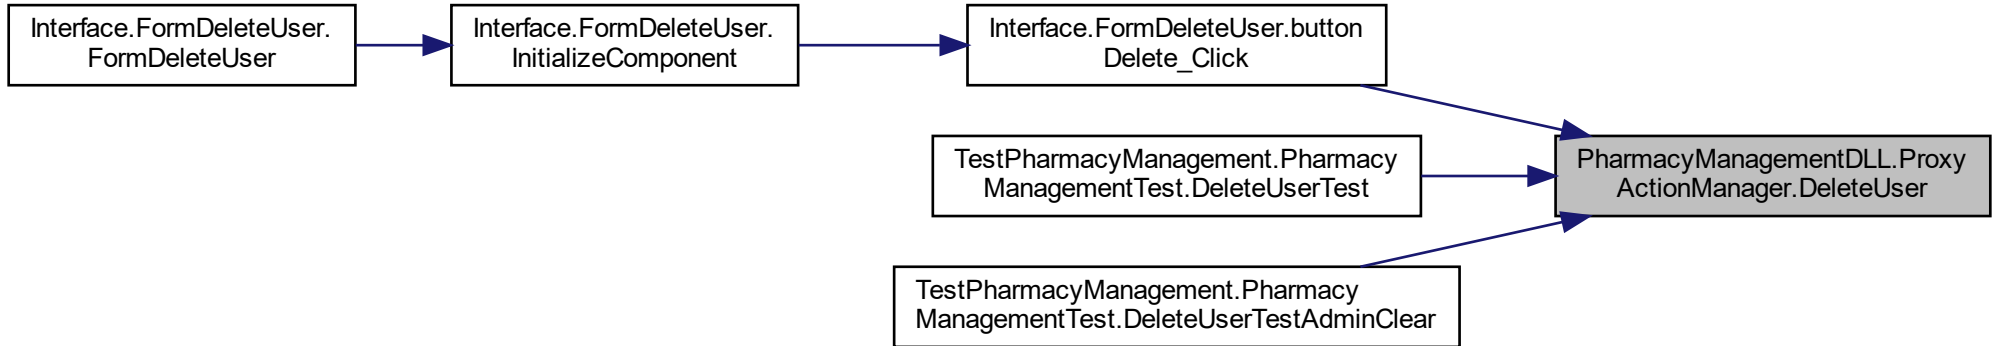 Interface.FormDeleteUser.
FormDeleteUser
Interface.FormDeleteUser.
InitializeComponent
Interface.FormDeleteUser.button
Delete_Click
TestPharmacyManagement.Pharmacy
ManagementTest.DeleteUserTest
PharmacyManagementDLL.Proxy
ActionManager.DeleteUser
TestPharmacyManagement.Pharmacy
ManagementTest.DeleteUserTestAdminClear